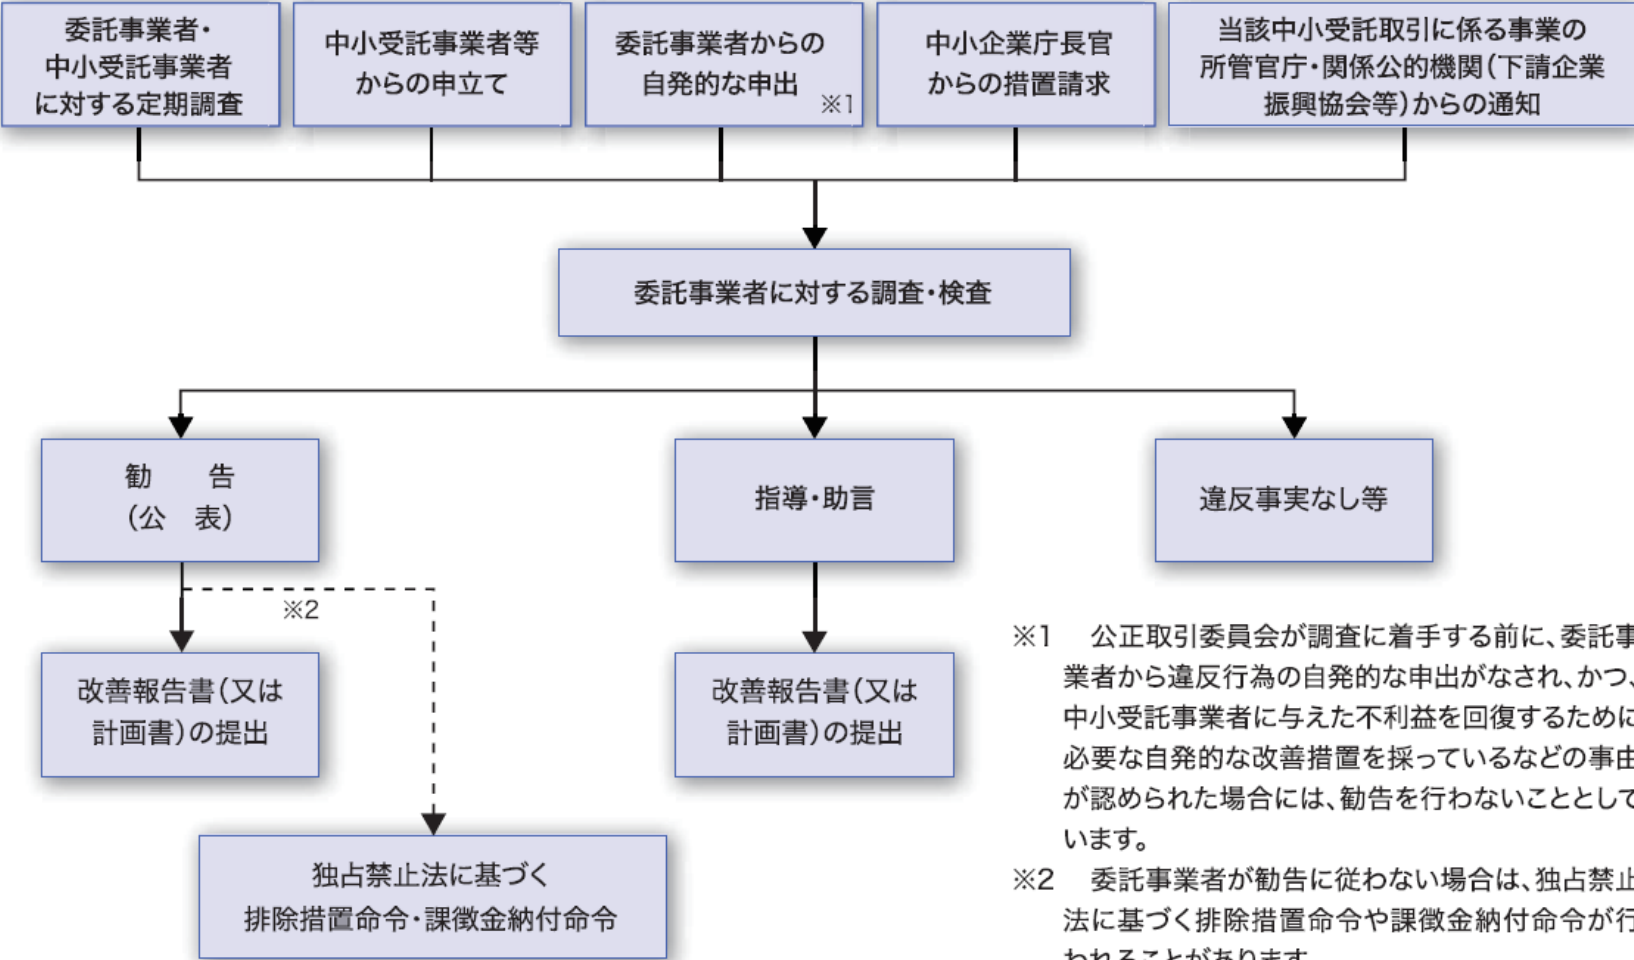 委託事業者・
中小受託事業者
に対する定期調査
中小受託事業者等
からの申立て
委託事業者からの
自発的な申出
※1
中小企業庁長官
からの措置請求
当該中小受託取引に係る事業の
所管官庁・関係公的機関(下請企業
振興協会等)からの通知
委託事業者に対する調査・検査
勧　告
(公　表)
指導・助言
違反事実なし等
※2
改善報告書(又は
計画書)の提出
改善報告書(又は
計画書)の提出
独占禁止法に基づく
排除措置命令・課徴金納付命令
※1　公正取引委員会が調査に着手する前に、委託事
業者から違反行為の自発的な申出がなされ、かつ、
中小受託事業者に与えた不利益を回復するために
必要な自発的な改善措置を採っているなどの事由
が認められた場合には、勧告を行わないこととして
います。
※2　委託事業者が勧告に従わない場合は、独占禁止
法に基づく排除措置命令や課徴金納付命令が行
われることがあります。